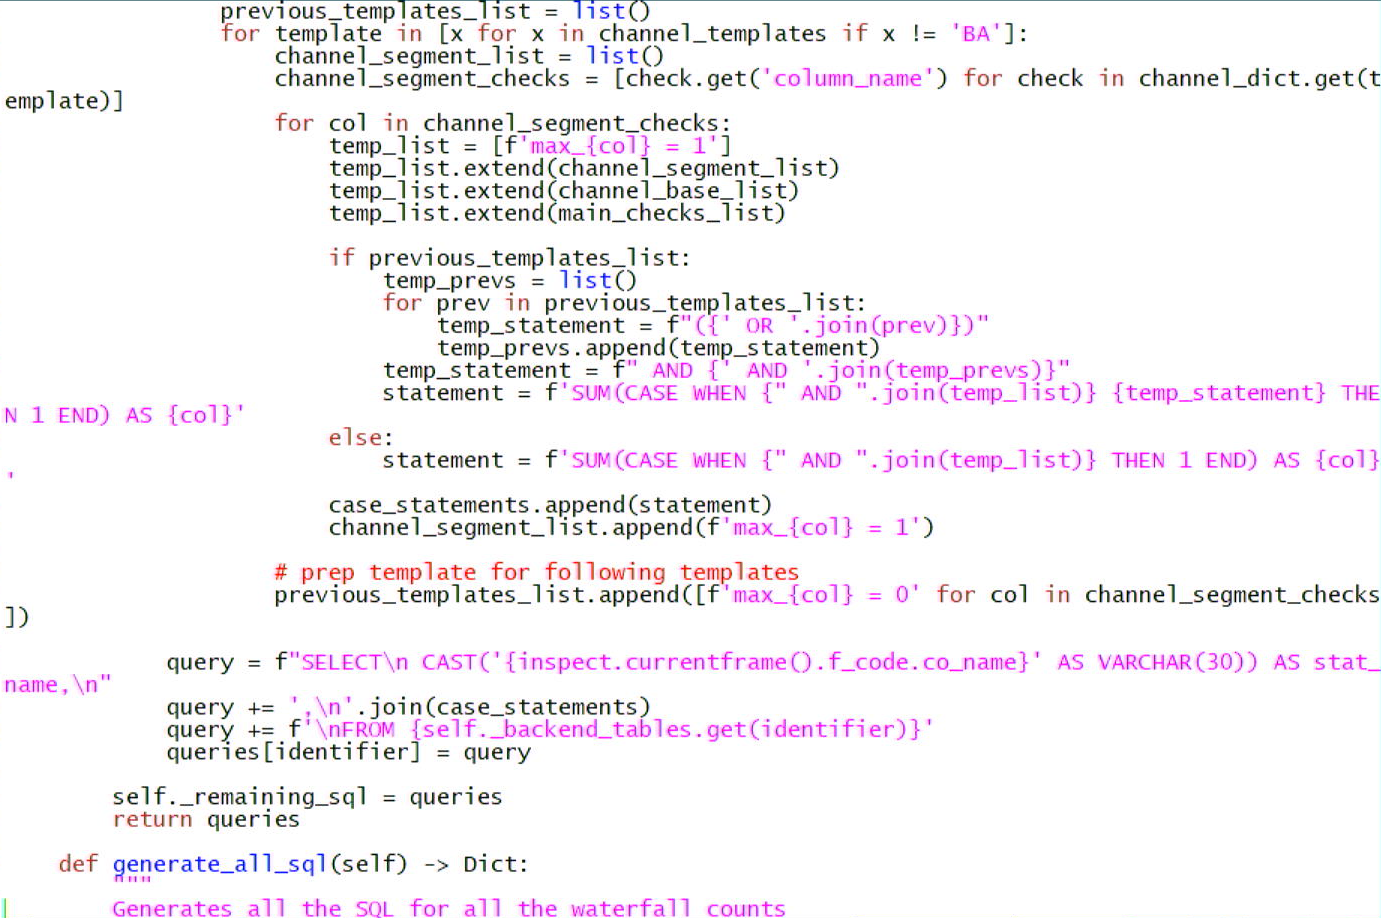 previous_templates_list = list()
for template in [x for x in channel_templates if x != 'BA']:
channel_segment_list = list()
channel_segment_checks = [check.get('column_name') for check in channel_dict.get(t
emplate)]
for col in channel_segment_checks:
temp_list = [f'max_{col} = 1']
temp_list.extend(channel_segment_list)
temp_list.extend(channel_base_list)
temp_list.extend(main_checks_list)
if previous_templates_list:
temp_prevs = list()
for prev in previous_templates_list:
temp_statement = f"({' OR '.join(prev)})"
temp_prevs.append(temp_statement)
temp_statement = f" AND {' AND '.join(temp_prevs)}"
statement = f'SUM(CASE WHEN {" AND ".join(temp_list)} {temp_statement} THE
N 1 END) AS {col}'
else:
statement = f'SUM(CASE WHEN {" AND ".join(temp_list)} THEN 1 END) AS {col}
'
case_statements.append(statement)
channel_segment_list.append(f'max_{col} = 1')
# prep template for following templates
previous_templates_list.append([f'max_{col} = 0' for col in channel_segment_checks
])
query = f"SELECT\n CAST('{inspect.currentframe().f_code.co_name}' AS VARCHAR(30)) AS stat_
name,\n"
query += ',\n'.join(case_statements)
query += f'\nFROM {self._backend_tables.get(identifier)}'
queries[identifier] = query
self._remaining_sql = queries
return queries
def generate_all_sql(self) -> Dict:
"""
Generates all the SQL for all the waterfall counts